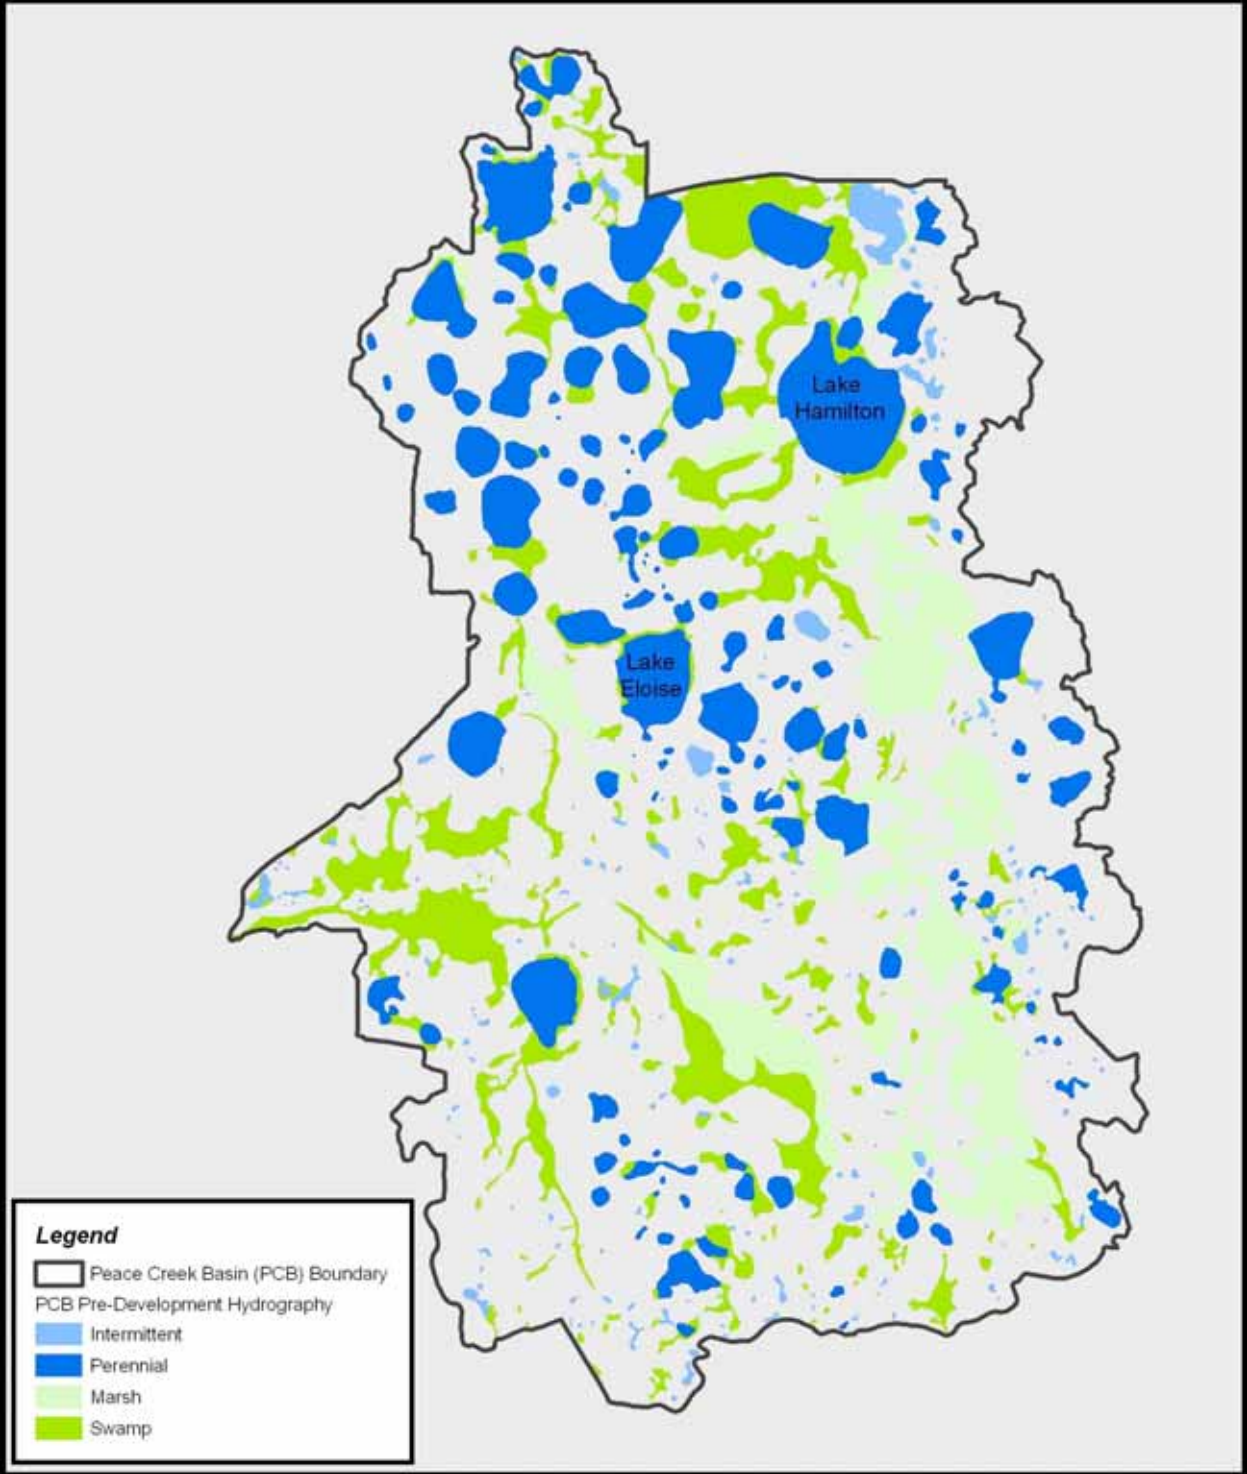 Lake
Hamilton
Lake
Eloise
Legend
Peace Creek Basin (PCB) Boundary
PCB Pre-Development Hydrography
Intermittent
Perennial
Marsh
Swamp